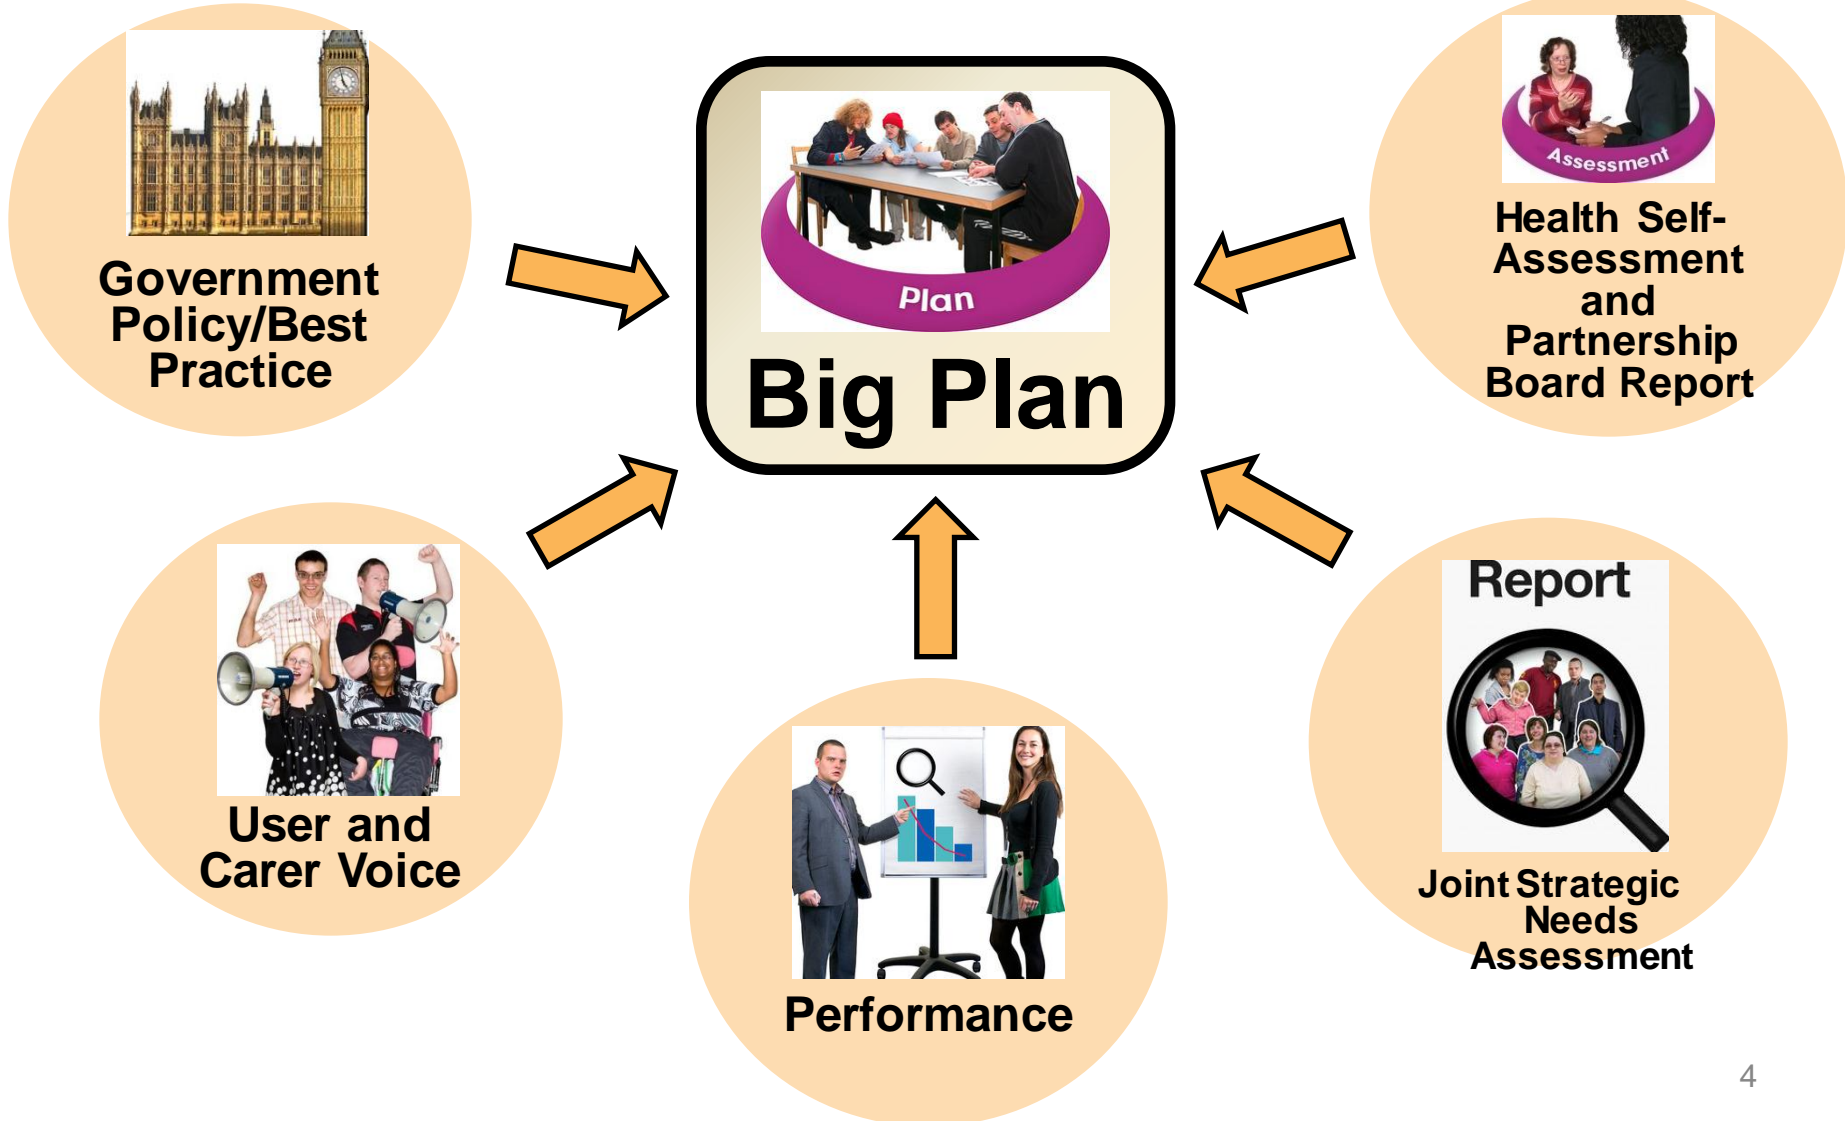 Government
Policy/Best
Practice
Plan
Big Plan
Assessment
Health Self-
Assessment
and
Partnership
Board Report
User and
Carer Voice
Performance
Report
Joint Strategic
Needs
Assessment
4